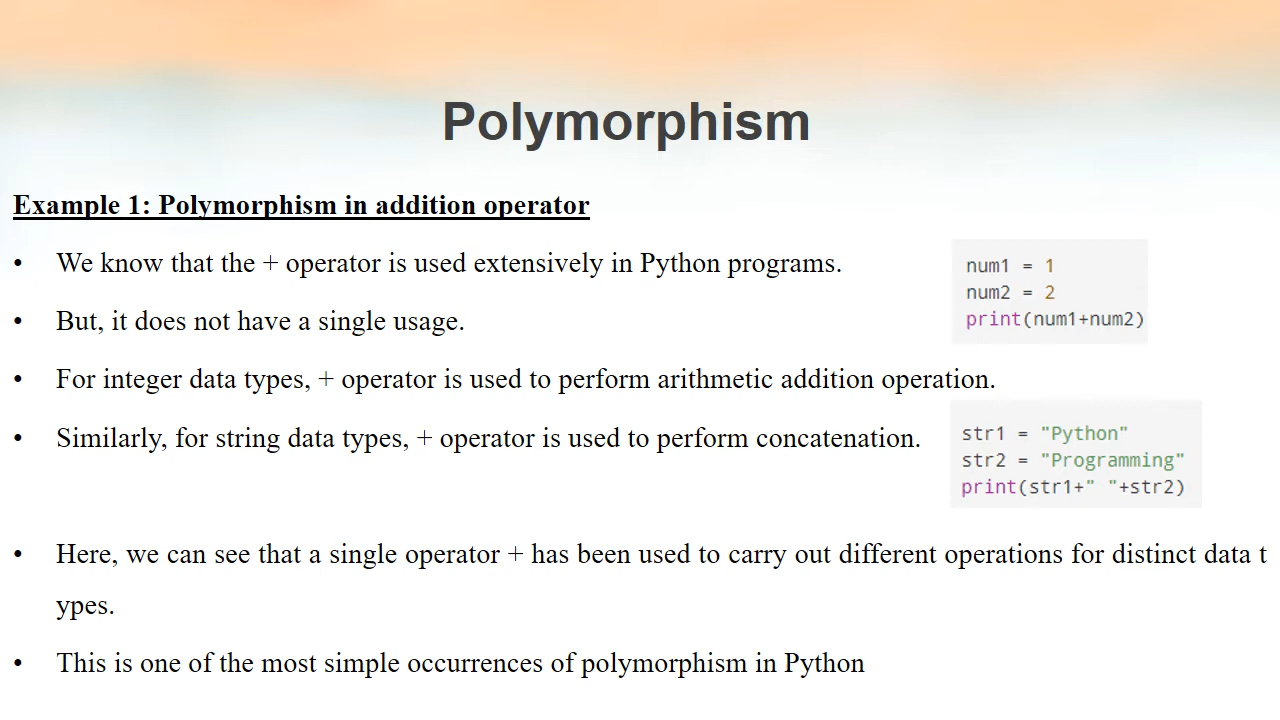 Polymorphism
Example 1: Polymorphism in addition operator
• We know that the + operator is used extensively in Python programs.
• But, it does not have a single usage.
• For integer data types, + operator is used to perform arithmetic addition operation.
• Similarly, for string data types, + operator is used to perform concatenation.
• Here, we can see that a single operator + has been used to carry out different operations for distinct data t
ypes.
• This is one of the most simple occurrences of polymorphism in Python
num1 = 1
num2 = 2
print(num1+num2)
str1 = "Python"
str2 = "Programming"
print(str1+" "+str2)